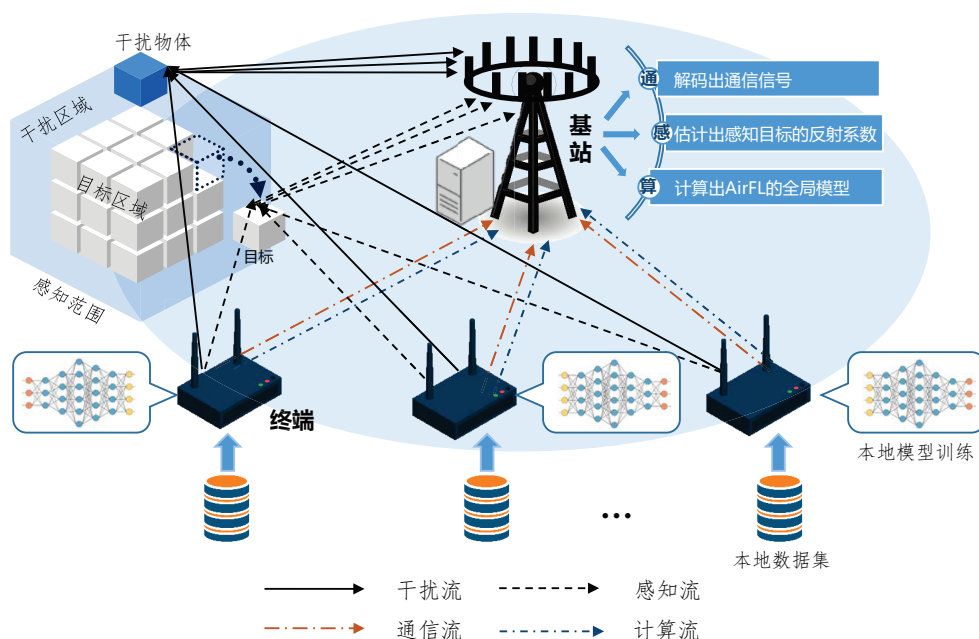 干扰物体
干扰区域
目标区域
感知范围
目标
基站
通
解码出通信信号
感
估计出感知目标的反射系数
算
计算出AirFL的全局模型
终端
本地模型训练
...
本地数据集
干扰流
感知流
通信流
计算流